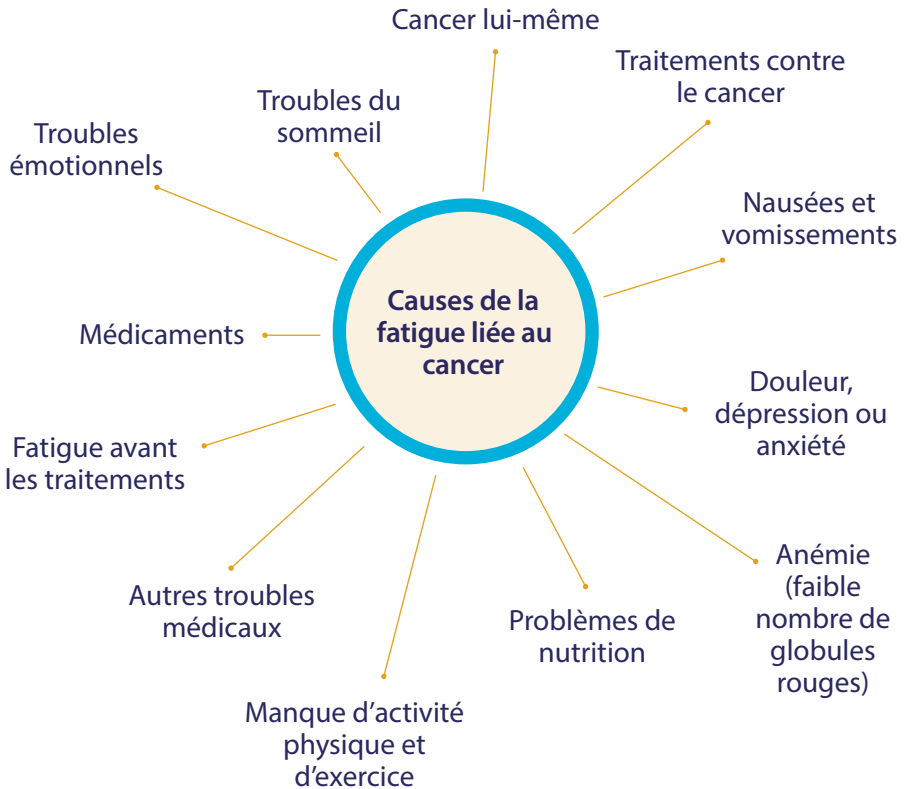 Cancer lui-même
Traitements contre
le cancer
Troubles du
sommeil
Troubles
émotionnels
Nausées et
vomissements
Causes de la
fatigue liée au
cancer
Médicaments
Douleur,
dépression ou
anxiété
Fatigue avant
les traitements
Anémie
(faible
nombre de
globules
rouges)
Autres troubles
médicaux
Problèmes de
nutrition
Manque d’activité
physique et
d’exercice